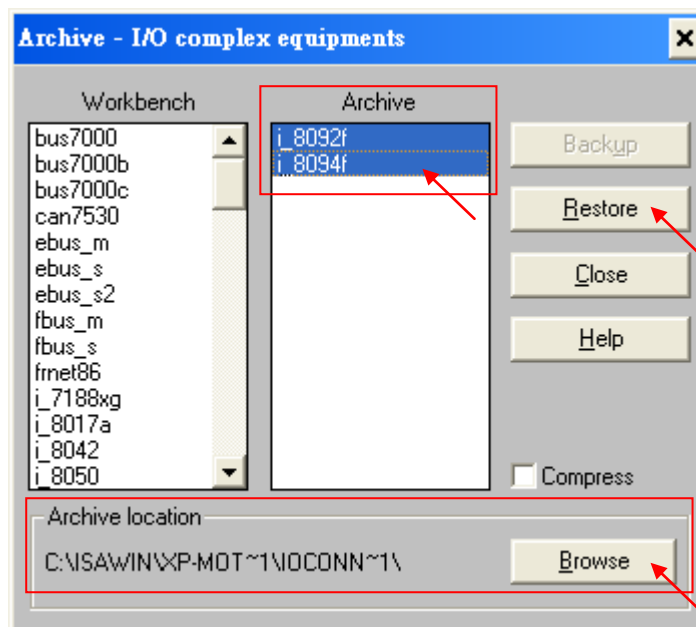 Archive - I/O complex equipments
Workbench
bus7000
bus7000b
bus7000c
can7530
ebus_m
ebus_s
ebus_s2
fbus_m
fbus_s
frnet86
i_7188xg
i_8017a
i_8042
i_8050
Archive
i_8092f
i_8094f
Backup
Restore
Close
Help
Compress
Archive location
C:\ISAWIN\XP-MOT~1\IOCONN~1\
Browse